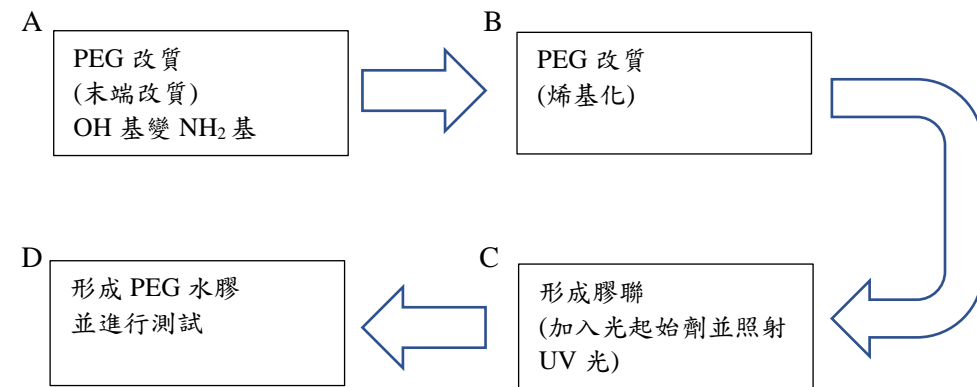 A
PEG 改質
(末端改質)
OH 基變 NH₂ 基
B
PEG 改質
(烯基化)
C
形成膠聯
(加入光起始劑並照射
UV 光)
D
形成 PEG 水膠
並進行測試